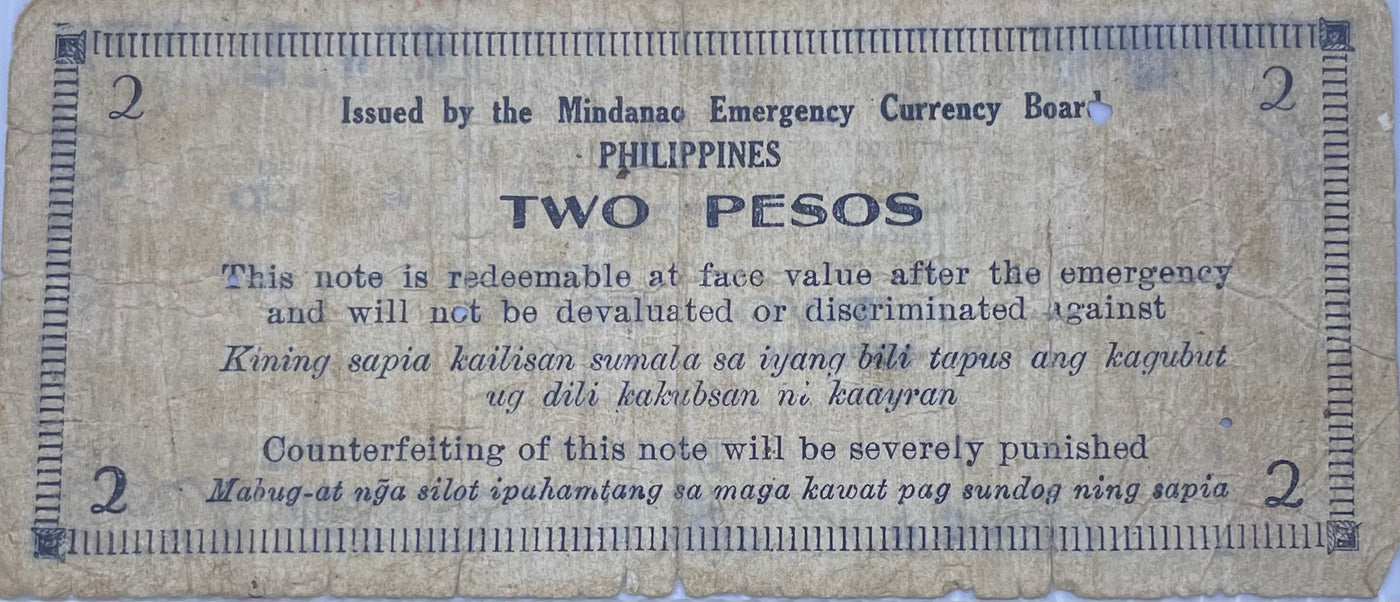 2 2
Issued by the Mindanao Emergency Currency Board
PHILIPPINES
TWO PESOS
This note is redeemable at face value after the emergency
and will not be devaluated or discriminated against
Kining sapia kailisan sumala sa iyang bili tapus ang kagubut
ug dili kakubsan ni kaayran
Counterfeiting of this note will be severely punished
2 Mabug-at ng̃a silot ipahamtang sa maga kawat pag sundog ning sapia 2